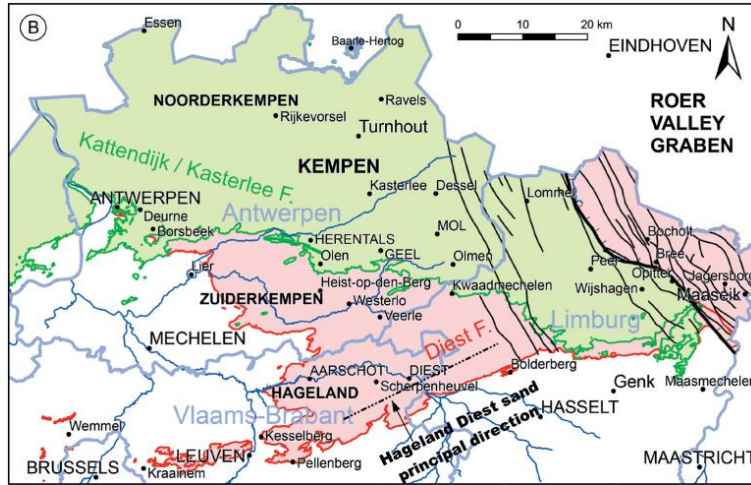 B
Essen
Baarle-Hertog
0 10 20 km
N
EINDHOVEN
NOORDERKEMPEN
Ravels
Rijkevorsel
Turnhout
ROER
VALLEY
GRABEN
Kattendijk / Kasterlee F.
KEMPEN
ANTWERPEN
Deurne
Borsbeek
Antwerpen
Kasterlee
Dessel
Lommel
MOL
Bocholt
Bree
HERENTALS
Olen
GEEL
Olmen
Peer
Opitter
Jagersborg
Lier
Wijshagen
Maaseik
ZUIDERKEMPEN
Heist-op-den-Berg
Westerlo
Kwaadmechelen
Veerle
Limburg
MECHELEN
Diest F.
AARSCHOT
DIEST
Bolderberg
HAGELAND
Scherpenheuvel
Genk
Maasmechelen
Vlaams-Brabant
Hageland Diest sand
principal direction
HASSELT
Wemmel
Kesselberg
LEUVEN
Pellenberg
BRUSSELS
Kraainem
MAASTRICHT